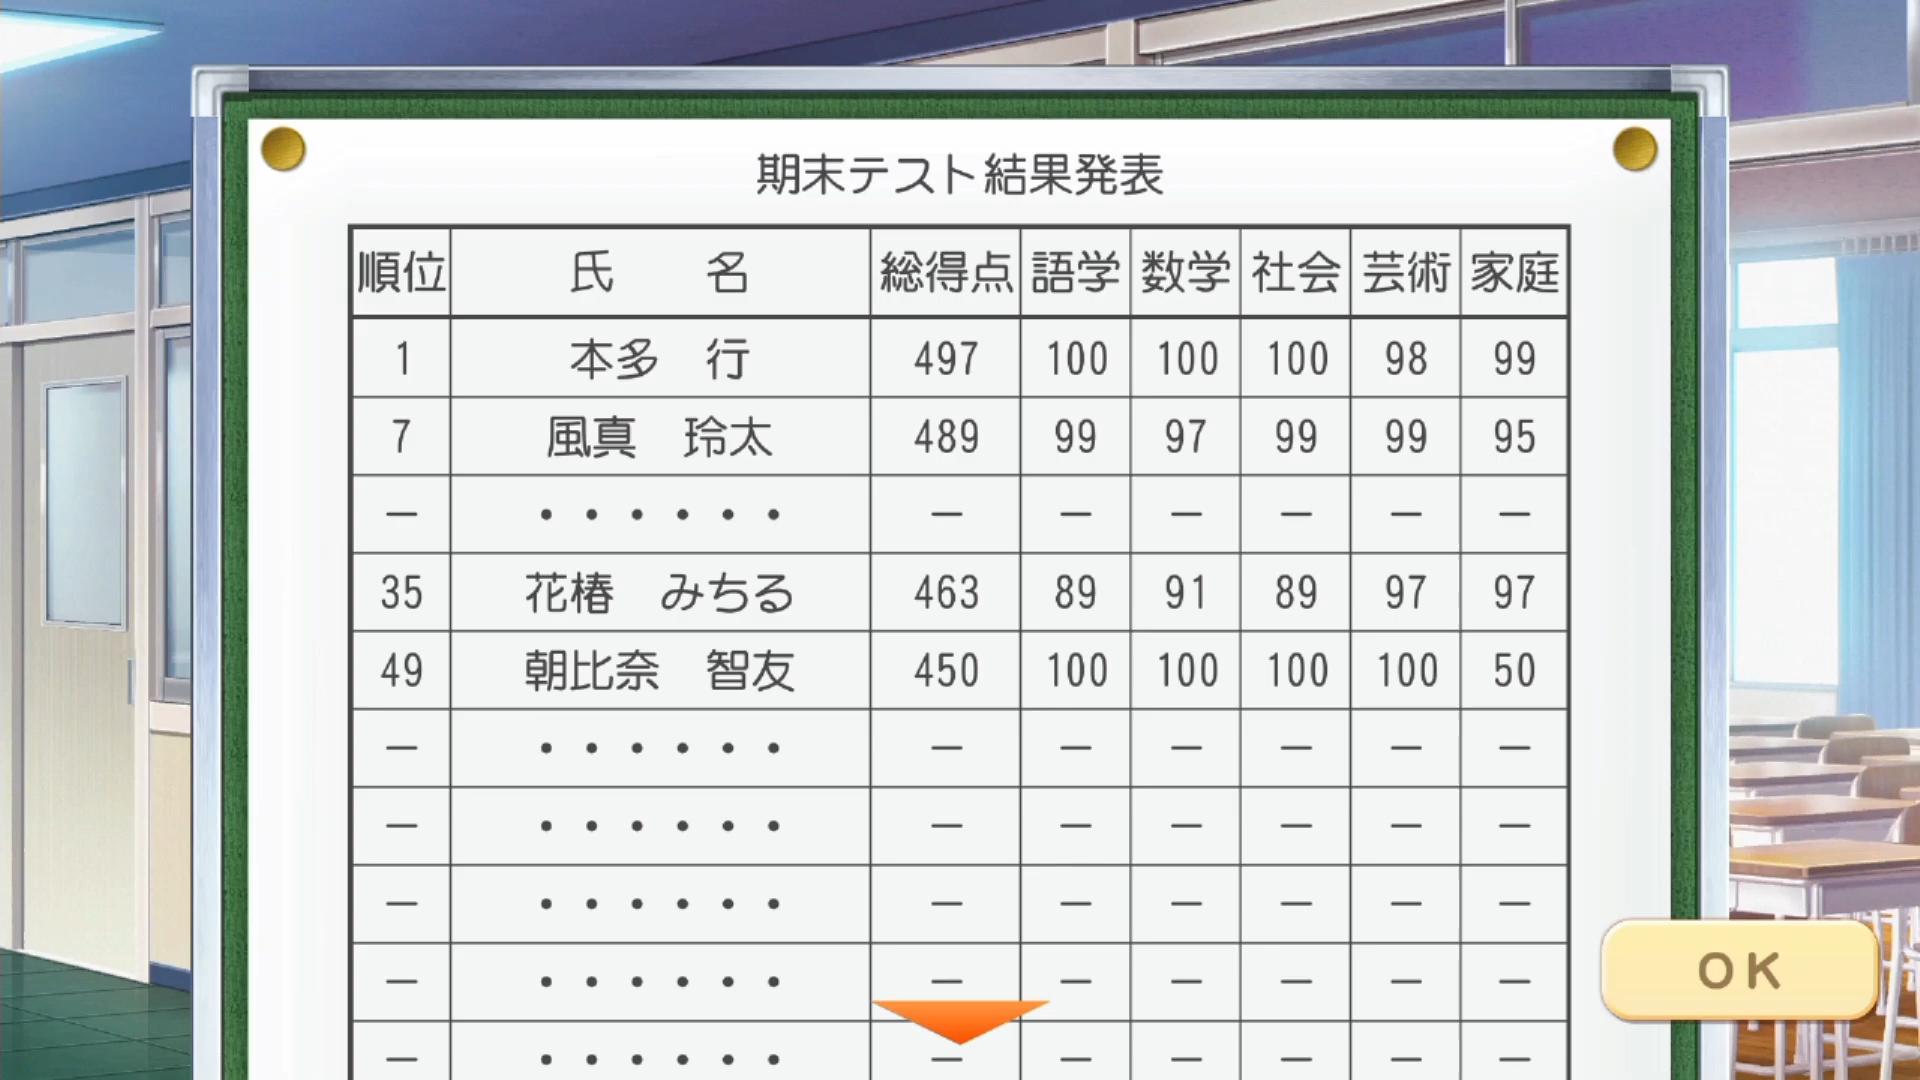 期末テスト結果発表
順位 氏 名 総得点 語学 数学 社会 芸術 家庭
1 本多 行 497 100 100 100 98 99
7 風真 玲太 489 99 97 99 99 95
— ・・・・・・ — — — — — —
35 花椿 みちる 463 89 91 89 97 97
49 朝比奈 智友 450 100 100 100 100 50
— ・・・・・・ — — — — — —
— ・・・・・・ — — — — — —
— ・・・・・・ — — — — — —
— ・・・・・・ — — — — — —
— ・・・・・・ — — — — — —
OK